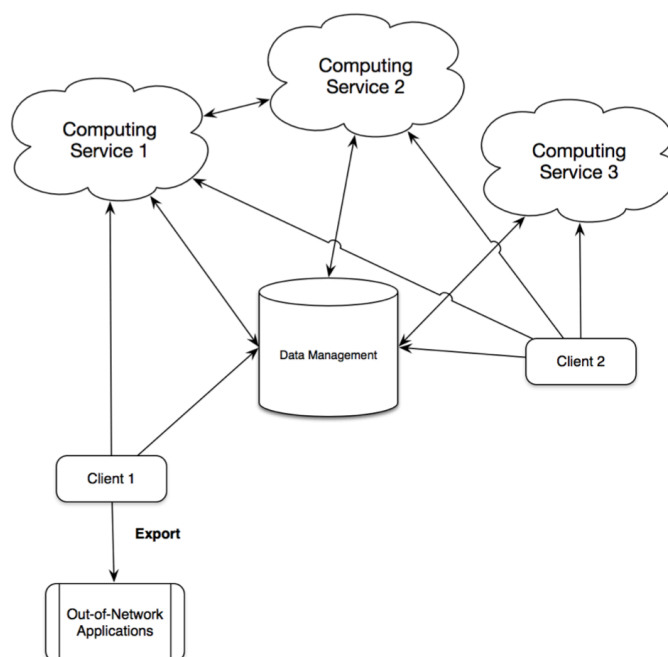 Computing
Service 2
Computing
Service 1
Computing
Service 3
Data Management
Client 2
Client 1
Export
Out-of-Network
Applications